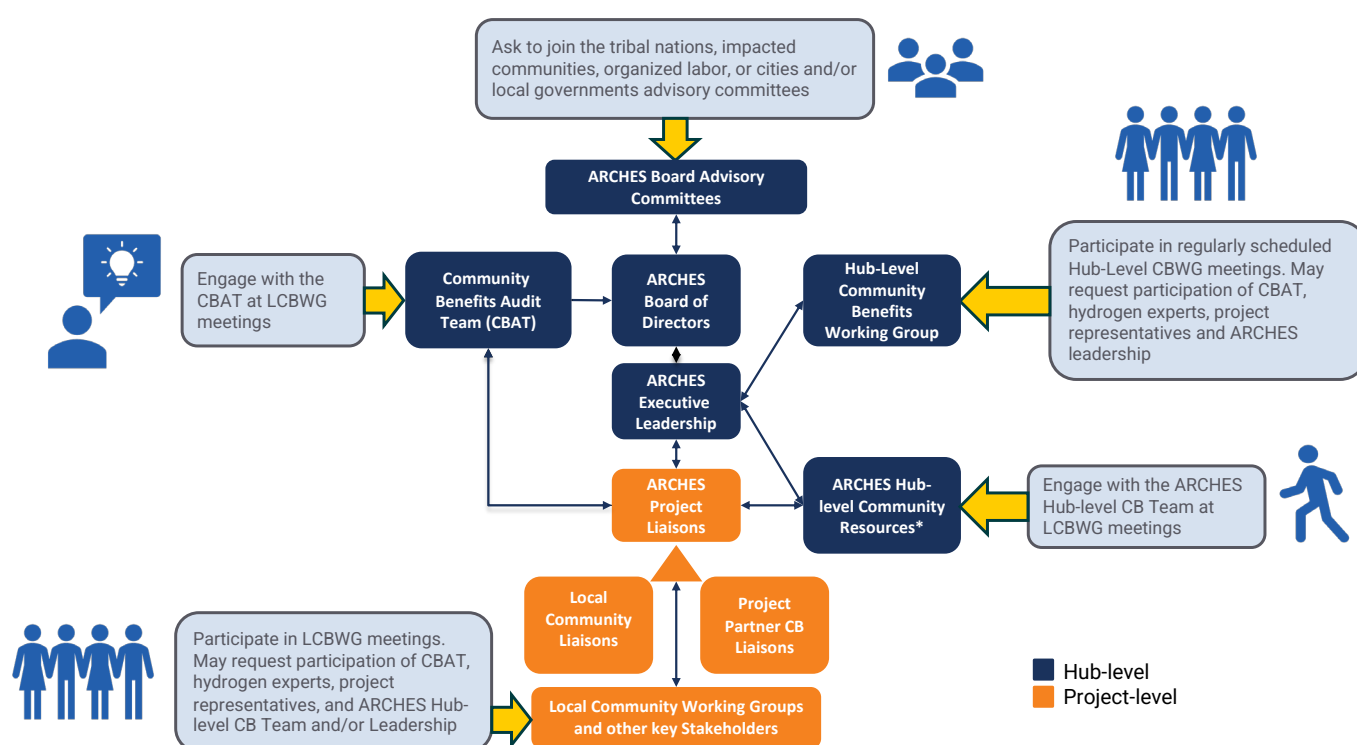 Ask to join the tribal nations, impacted
communities, organized labor, or cities and/or
local governments advisory committees
ARCHES Board Advisory
Committees
Engage with the
CBAT at LCBWG
meetings
Community
Benefits Audit
Team (CBAT)
ARCHES
Board of
Directors
Hub-Level
Community
Benefits
Working Group
Participate in regularly scheduled
Hub-Level CBWG meetings. May
request participation of CBAT,
hydrogen experts, project
representatives and ARCHES
leadership
ARCHES
Executive
Leadership
ARCHES
Project
Liaisons
ARCHES Hub-
level Community
Resources*
Engage with the ARCHES
Hub-level CB Team at
LCBWG meetings
Local
Community
Liaisons
Project
Partner CB
Liaisons
Participate in LCBWG meetings.
May request participation of CBAT,
hydrogen experts, project
representatives, and ARCHES Hub-
level CB Team and/or Leadership
Local Community Working Groups
and other key Stakeholders
Hub-level
Project-level